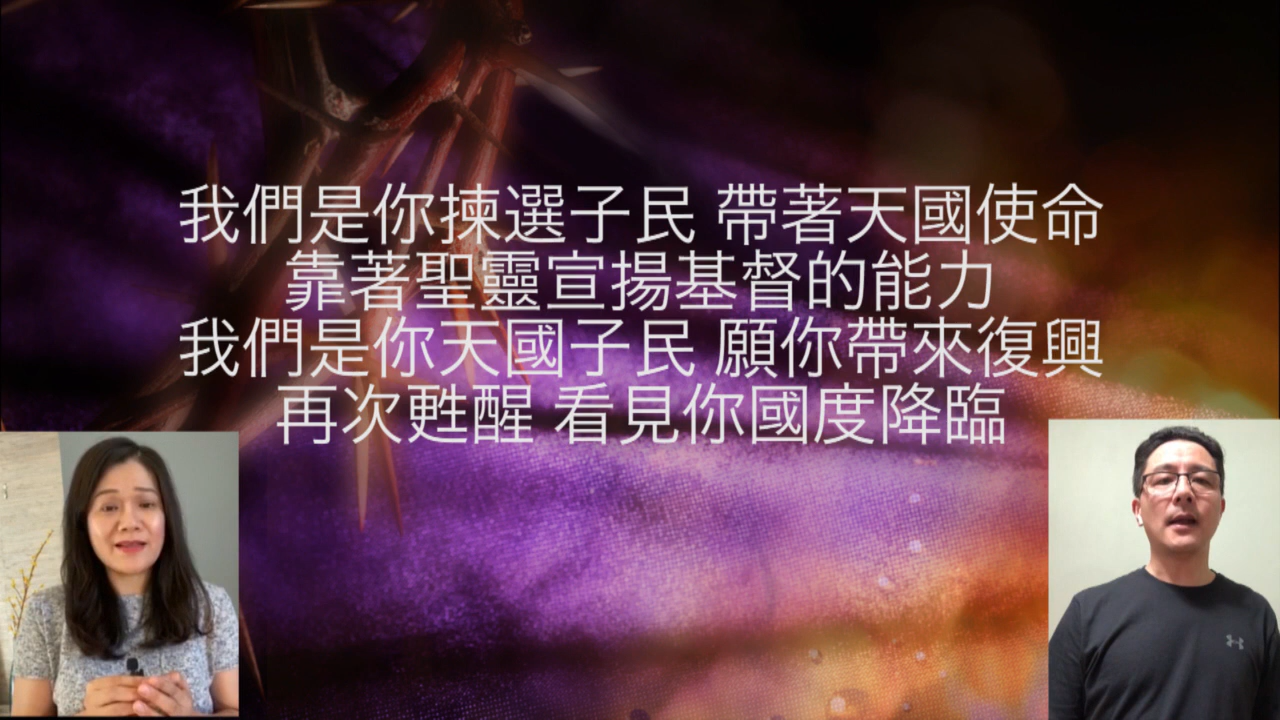 我們是你揀選子民 帶著天國使命
靠著聖靈宣揚基督的能力
我們是你天國子民 願你帶來復興
再次甦醒 看見你國度降臨